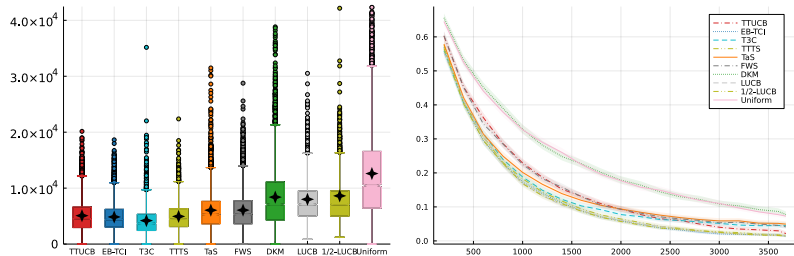 4.0×10⁴
3.0×10⁴
2.0×10⁴
1.0×10⁴
0
TTUCB EB-TCI T3C TTTS TaS FWS DKM LUCB 1/2-LUCB Uniform
0.6
0.5
0.4
0.3
0.2
0.1
0.0
500 1000 1500 2000 2500 3000 3500
TTUCB
EB-TCI
T3C
TTTS
TaS
FWS
DKM
LUCB
1/2-LUCB
Uniform